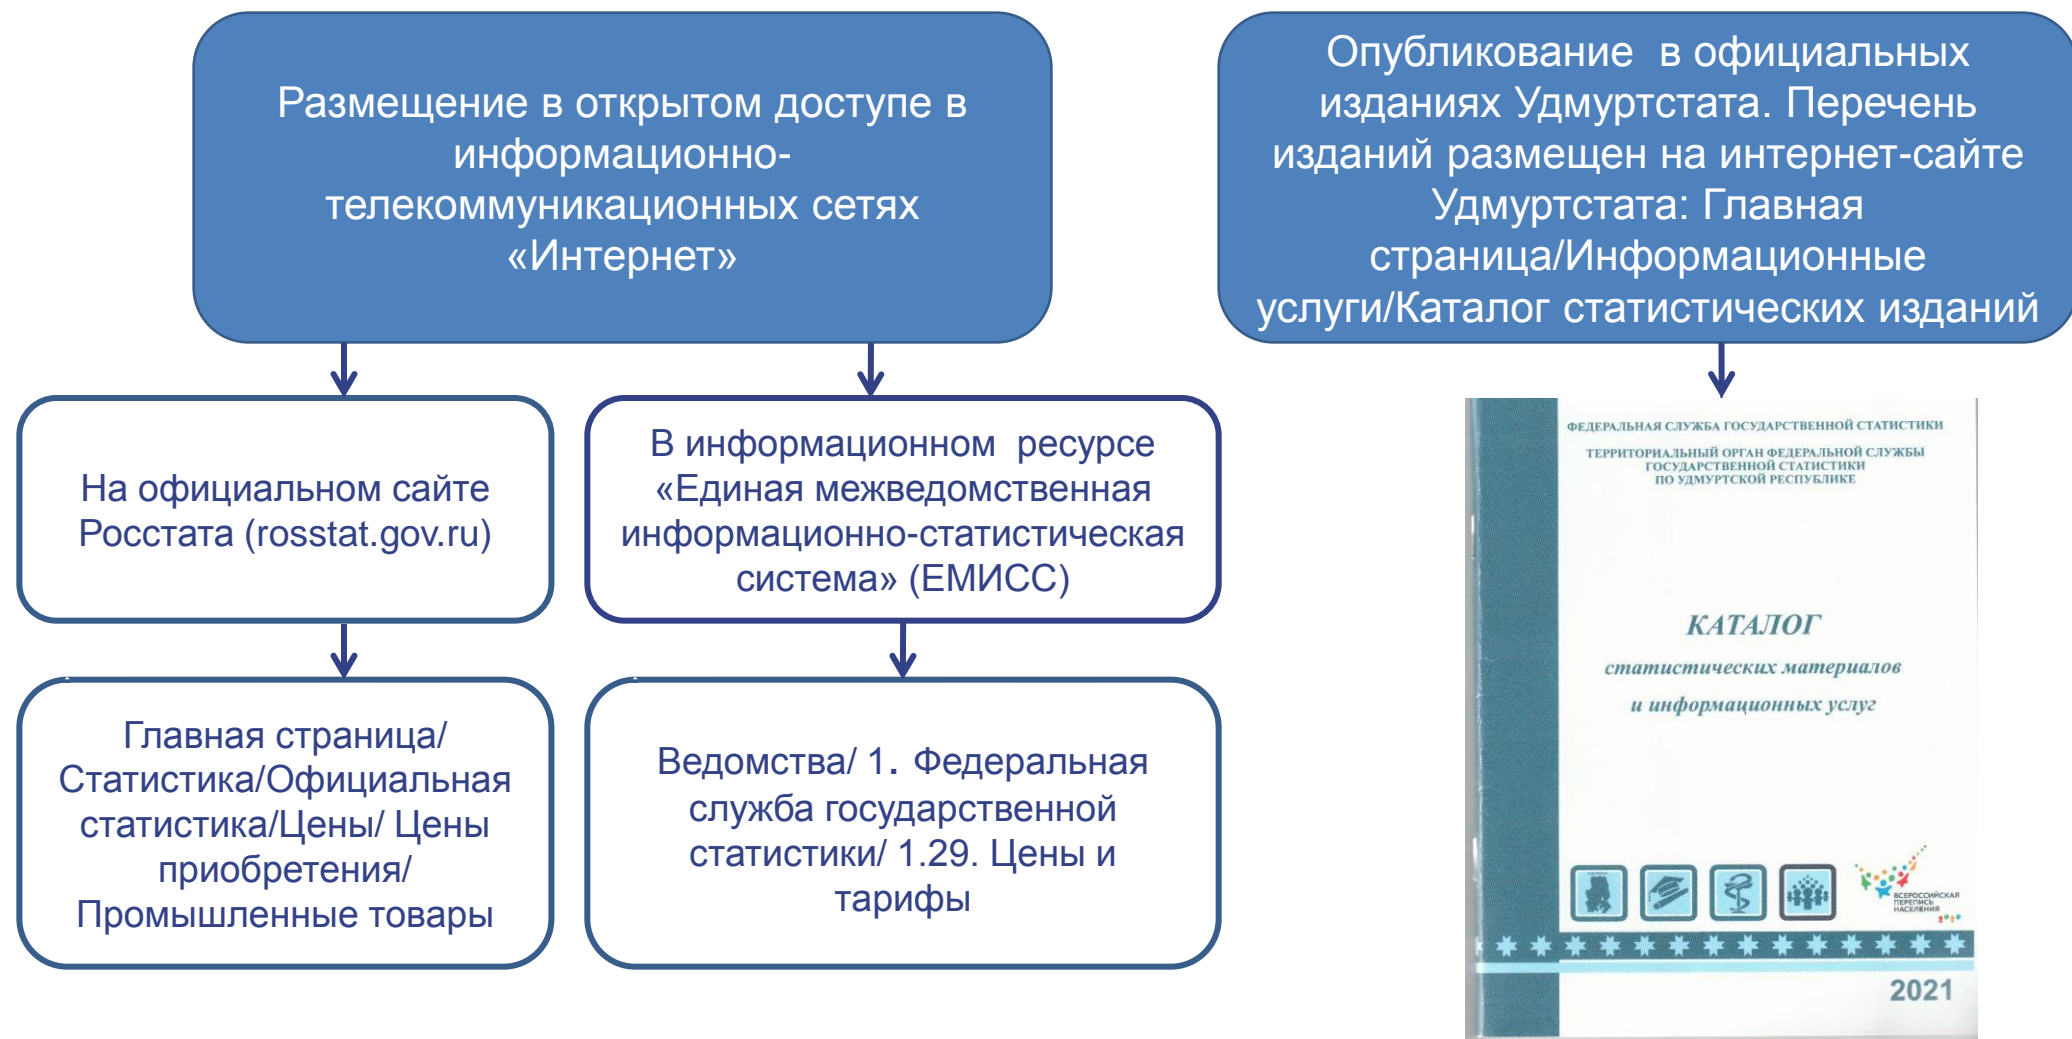 Размещение в открытом доступе в
информационно-
телекоммуникационных сетях
«Интернет»
Опубликование в официальных
изданиях Удмуртстата. Перечень
изданий размещен на интернет-сайте
Удмуртстата: Главная
страница/Информационные
услуги/Каталог статистических изданий
На официальном сайте
Росстата (rosstat.gov.ru)
В информационном ресурсе
«Единая межведомственная
информационно-статистическая
система» (ЕМИСС)
Главная страница/
Статистика/Официальная
статистика/Цены/ Цены
приобретения/
Промышленные товары
Ведомства/ 1. Федеральная
служба государственной
статистики/ 1.29. Цены и
тарифы
ФЕДЕРАЛЬНАЯ СЛУЖБА ГОСУДАРСТВЕННОЙ СТАТИСТИКИ
ТЕРРИТОРИАЛЬНЫЙ ОРГАН ФЕДЕРАЛЬНОЙ СЛУЖБЫ
ГОСУДАРСТВЕННОЙ СТАТИСТИКИ
ПО УДМУРТСКОЙ РЕСПУБЛИКЕ
КАТАЛОГ
статистических материалов
и информационных услуг
ВСЕРОССИЙСКАЯ
ПЕРЕПИСЬ
НАСЕЛЕНИЯ
2021